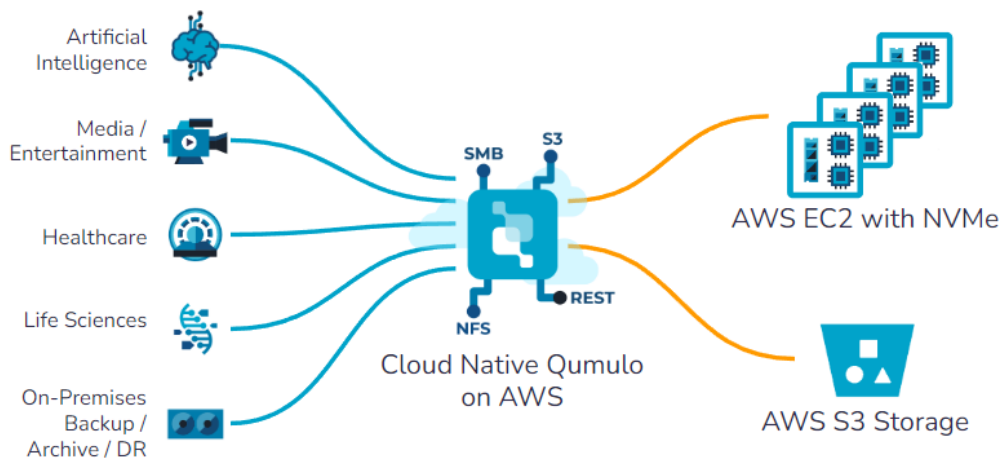 Artificial
Intelligence
Media /
Entertainment
Healthcare
Life Sciences
On-Premises
Backup /
Archive / DR
SMB
S3
NFS
REST
Cloud Native Qumulo
on AWS
AWS EC2 with NVMe
AWS S3 Storage